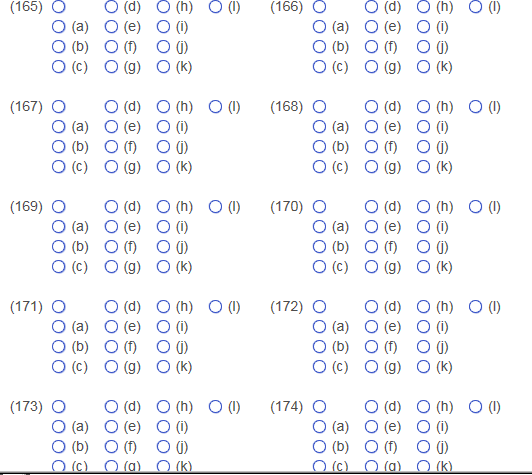 (165) (d) (h) (l) (166) (d) (h) (l)
(a) (e) (i) (a) (e) (i)
(b) (f) (j) (b) (f) (j)
(c) (g) (k) (c) (g) (k)
(167) (d) (h) (l) (168) (d) (h) (l)
(a) (e) (i) (a) (e) (i)
(b) (f) (j) (b) (f) (j)
(c) (g) (k) (c) (g) (k)
(169) (d) (h) (l) (170) (d) (h) (l)
(a) (e) (i) (a) (e) (i)
(b) (f) (j) (b) (f) (j)
(c) (g) (k) (c) (g) (k)
(171) (d) (h) (l) (172) (d) (h) (l)
(a) (e) (i) (a) (e) (i)
(b) (f) (j) (b) (f) (j)
(c) (g) (k) (c) (g) (k)
(173) (d) (h) (l) (174) (d) (h) (l)
(a) (e) (i) (a) (e) (i)
(b) (f) (j) (b) (f) (j)
(c) (g) (k) (c) (g) (k)